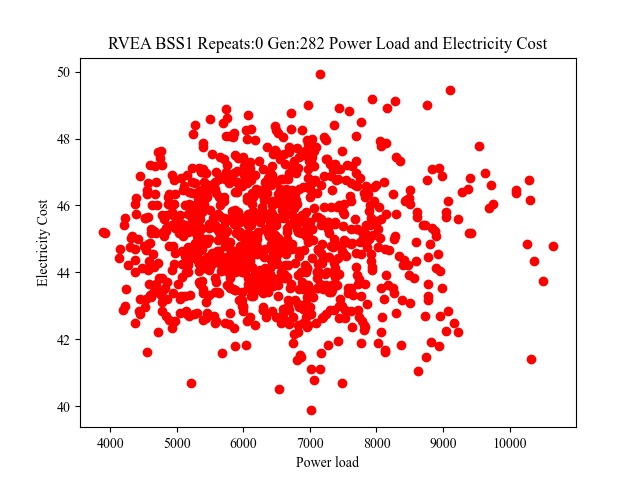 RVEA BSS1 Repeats:0 Gen:282 Power Load and Electricity Cost
50
48
46
44
42
40
Electricity Cost
4000 5000 6000 7000 8000 9000 10000
Power load